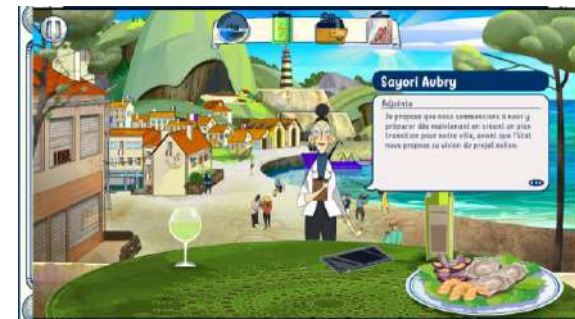 Sayori Aubry
Adjointe
Je propose que nous commencions à nous y
préparer dès maintenant en créant un plan
transition pour notre ville, avant que l'État
nous propose sa vision du projet éolien.